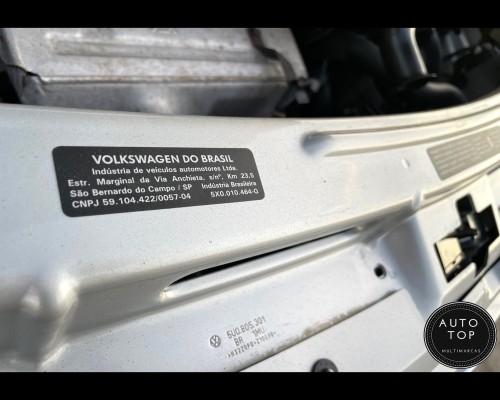 VOLKSWAGEN DO BRASIL
Indústria de veículos automotores Ltda.
Estr. Marginal da Via Anchieta, s/nº, Km 23,5
São Bernardo do Campo / SP Indústria Brasileira
CNPJ 59.104.422/0057-04 5X0.010.464-G
5U0.805.301
BR 1MU
AUTO
TOP
MULTIMARCAS